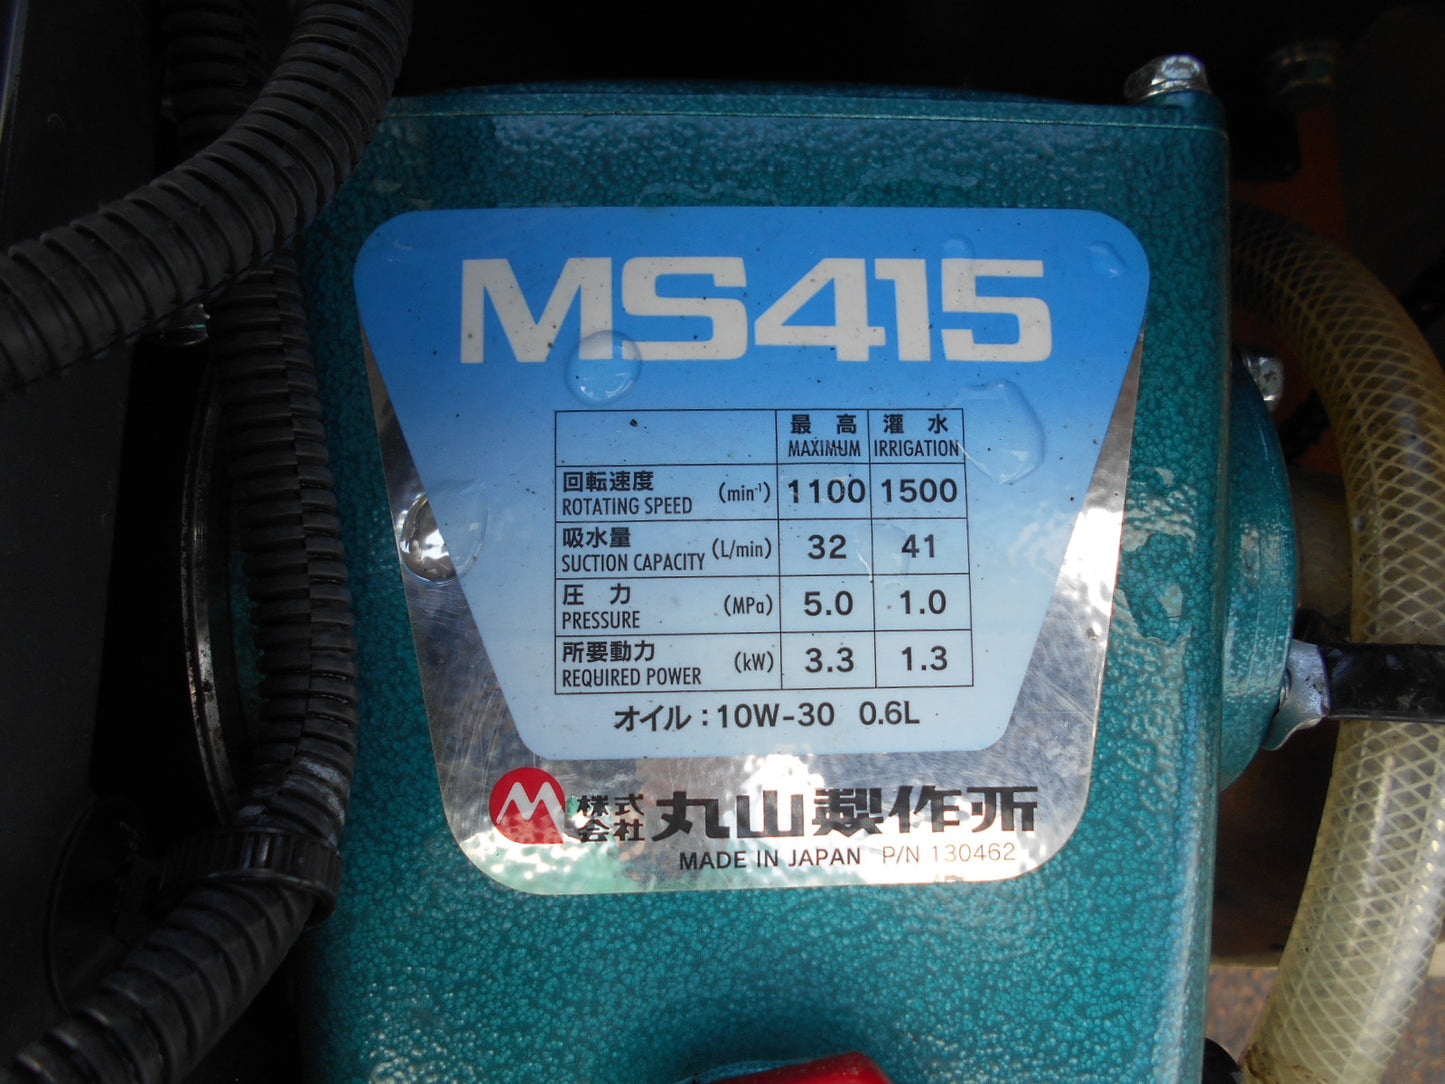 MS415
最高 灌水
MAXIMUM IRRIGATION
回転速度
ROTATING SPEED (min⁻¹) 1100 1500
吸水量
SUCTION CAPACITY (L/min) 32 41
圧力
PRESSURE (MPa) 5.0 1.0
所要動力
REQUIRED POWER (kW) 3.3 1.3
オイル：10W-30 0.6L
株式会社 丸山製作所
MADE IN JAPAN P/N 130462